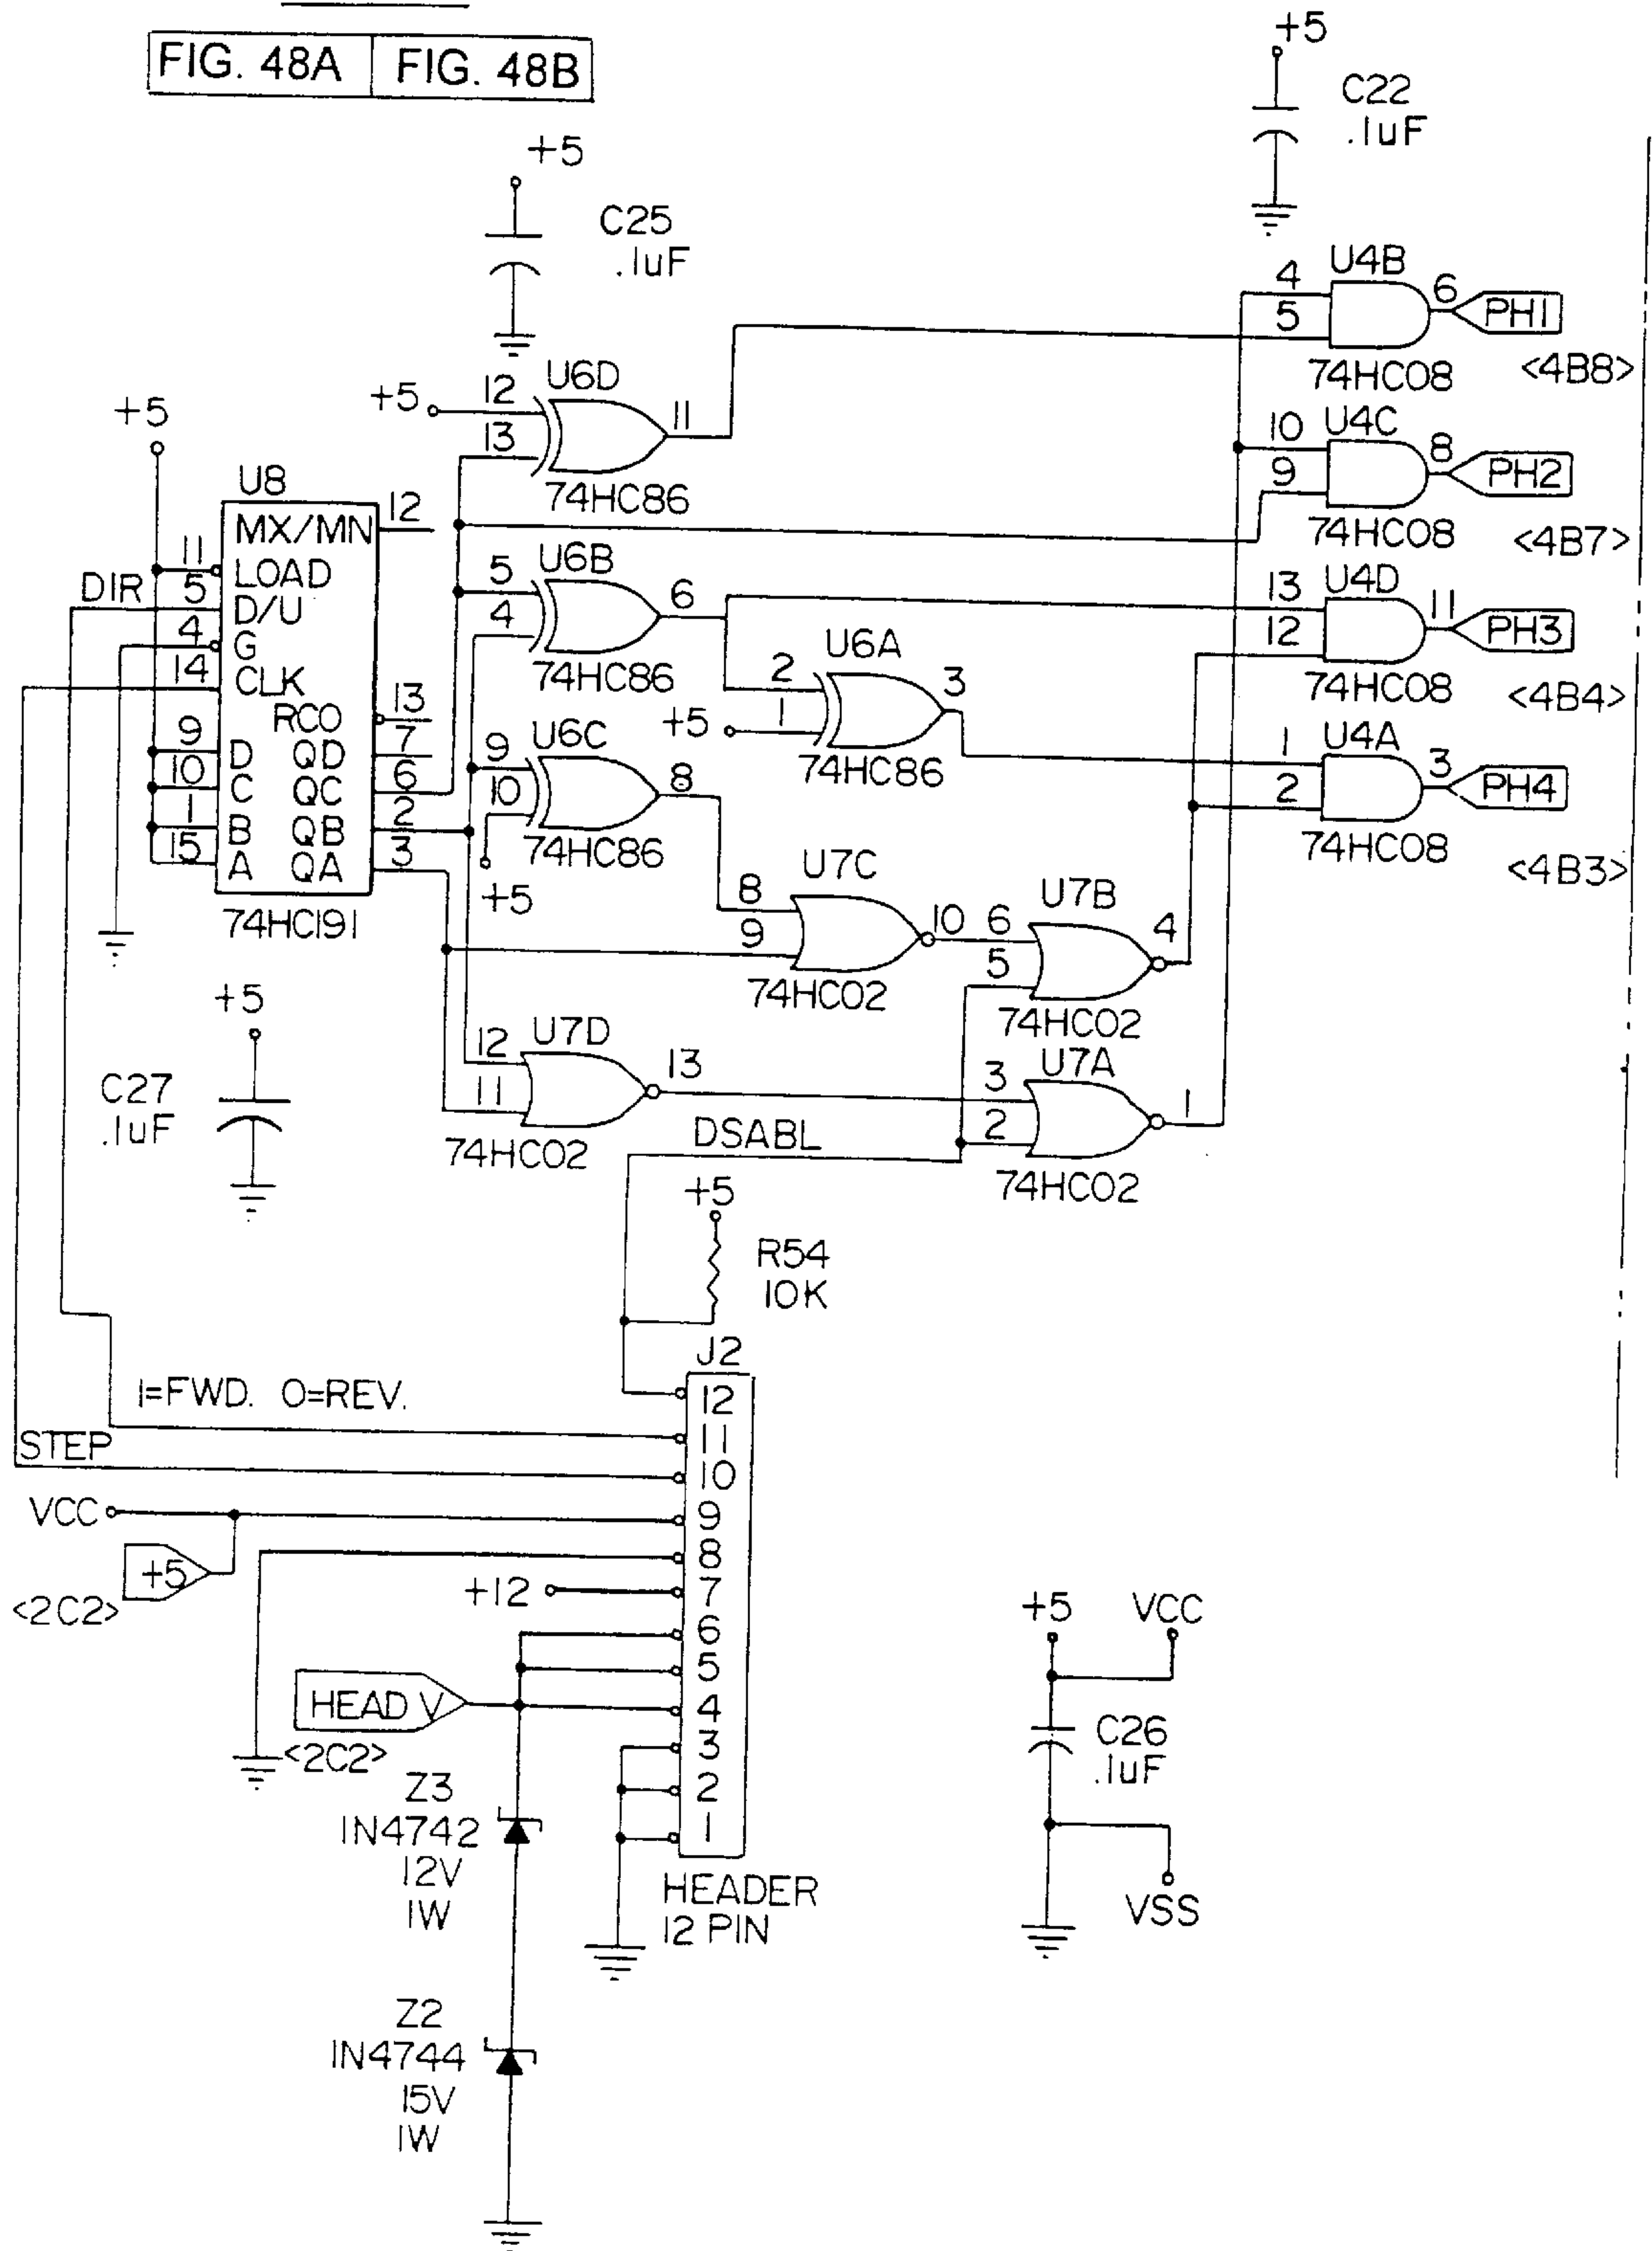 FIG. 48A FIG. 48B
+5
C22
.1uF
+5
C25
.1uF
U4B
4
5
6
PH1
74HC08
<4B8>
+5
12
13
U6D
11
74HC86
10
9
U4C
8
PH2
74HC08
<4B7>
+5
U8
MX/MN
12
11
LOAD
DIR
5
D/U
4
G
14
CLK
RCO
13
9
D
QD
7
10
C
QC
6
1
B
QB
2
15
A
QA
3
74HC191
5
4
U6B
6
74HC86
13
12
U4D
11
PH3
74HC08
<4B4>
2
1
+5
U6A
3
74HC86
1
2
U4A
3
PH4
74HC08
<4B3>
9
10
U6C
8
74HC86
+5
8
9
U7C
10
74HC02
6
5
U7B
4
74HC02
+5
C27
.1uF
12
11
U7D
13
74HC02
3
2
U7A
1
74HC02
DSABL
+5
R54
10K
J2
1=FWD. 0=REV.
12
11
STEP
10
VCC
9
+5
8
<2C2>
+12
7
6
5
HEAD V
4
<2C2>
3
2
1
HEADER
12 PIN
Z3
1N4742
12V
1W
Z2
1N4744
15V
1W
+5
VCC
C26
.1uF
VSS